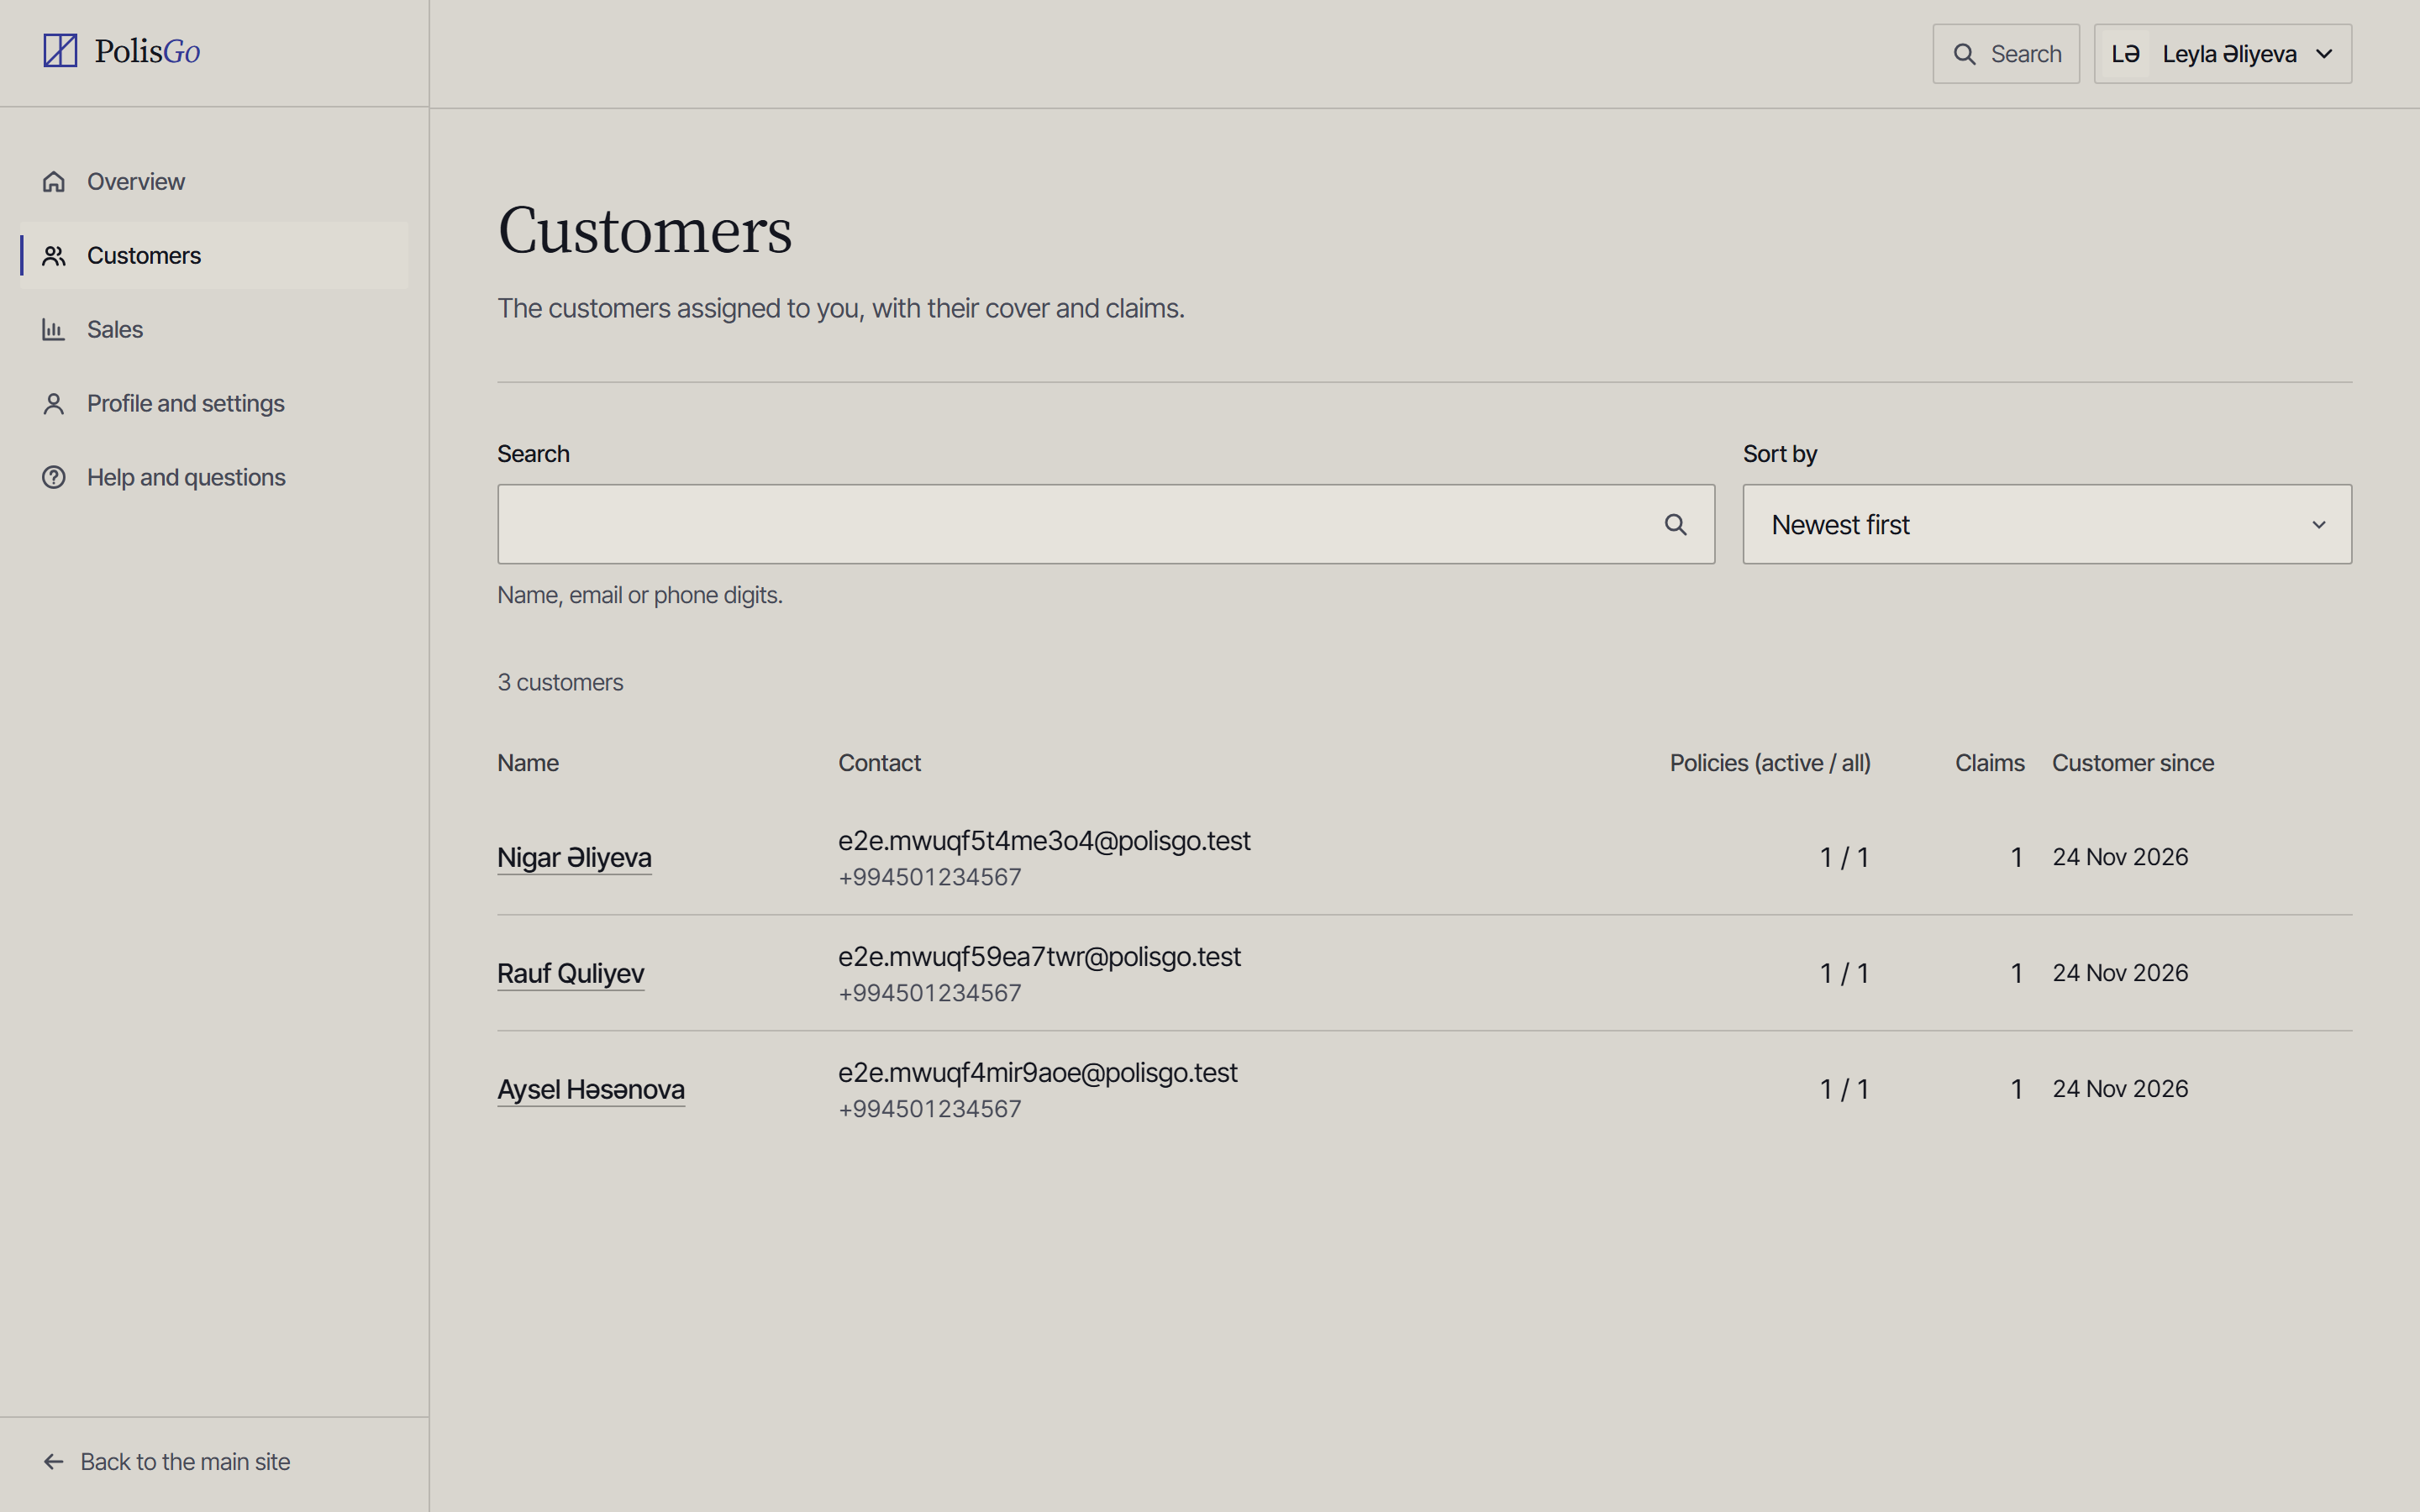 PolisGo
Search
LƏ Leyla Əliyeva
Overview
Customers
Sales
Profile and settings
Help and questions
Back to the main site
Customers
The customers assigned to you, with their cover and claims.
Search
Sort by
Newest first
Name, email or phone digits.
3 customers
Name Contact Policies (active / all) Claims Customer since
Nigar Əliyeva e2e.mwuqf5t4me3o4@polisgo.test 1 / 1 1 24 Nov 2026
+994501234567
Rauf Quliyev e2e.mwuqf59ea7twr@polisgo.test 1 / 1 1 24 Nov 2026
+994501234567
Aysel Həsənova e2e.mwuqf4mir9aoe@polisgo.test 1 / 1 1 24 Nov 2026
+994501234567